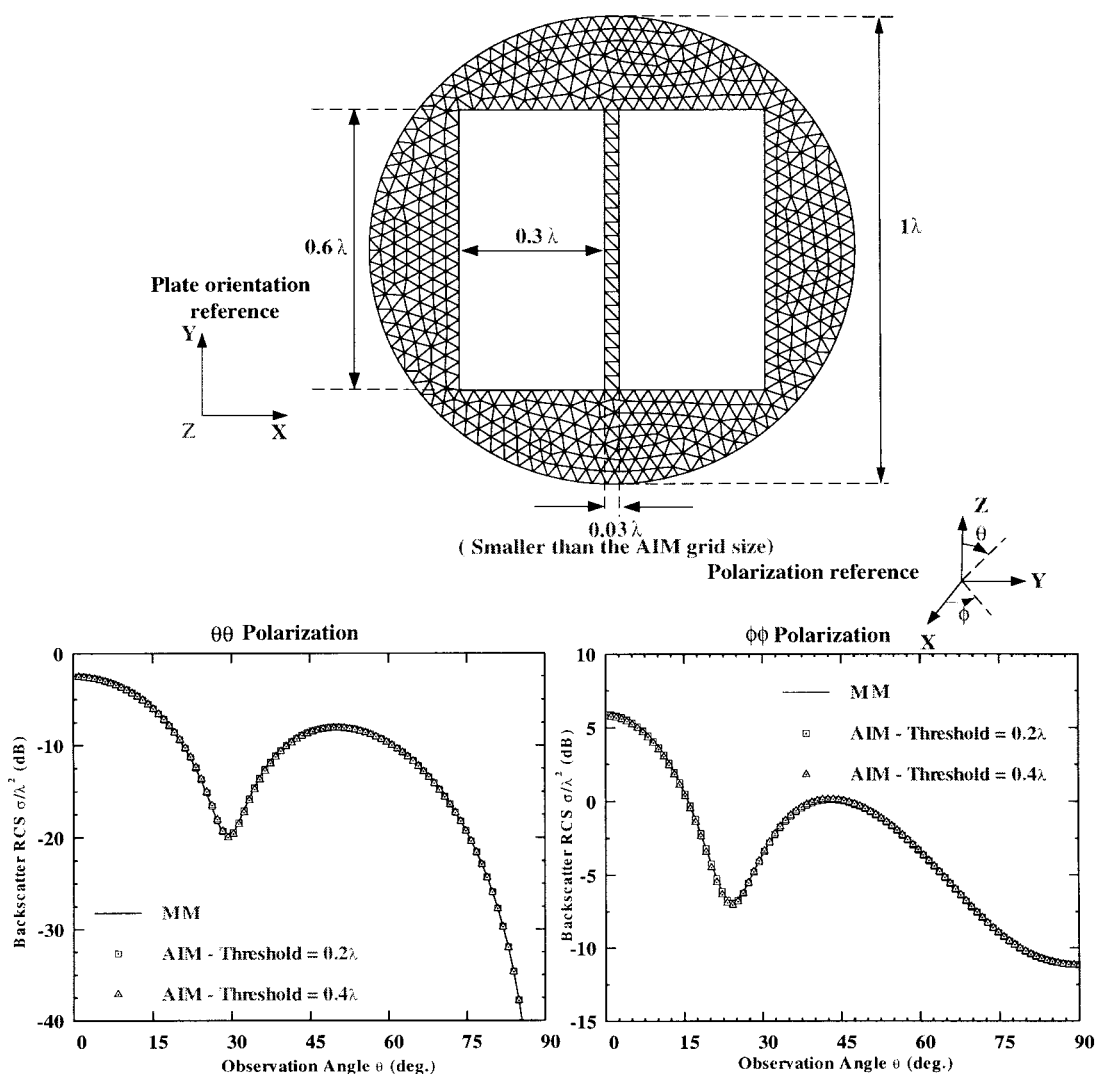 0.6 λ
0.3 λ
1λ
Plate orientation
reference
Y
Z
X
0.03 λ
( Smaller than the AIM grid size)
Polarization reference
Z
θ
Y
ϕ
X
θθ Polarization
0
-10
-20
-30
-40
Backscatter RCS σ/λ² (dB)
MM
AIM - Threshold = 0.2λ
AIM - Threshold = 0.4λ
0 15 30 45 60 75 90
Observation Angle θ (deg.)
ϕϕ Polarization
10
5
0
-5
-10
-15
Backscatter RCS σ/λ² (dB)
MM
AIM - Threshold = 0.2λ
AIM - Threshold = 0.4λ
0 15 30 45 60 75 90
Observation Angle θ (deg.)